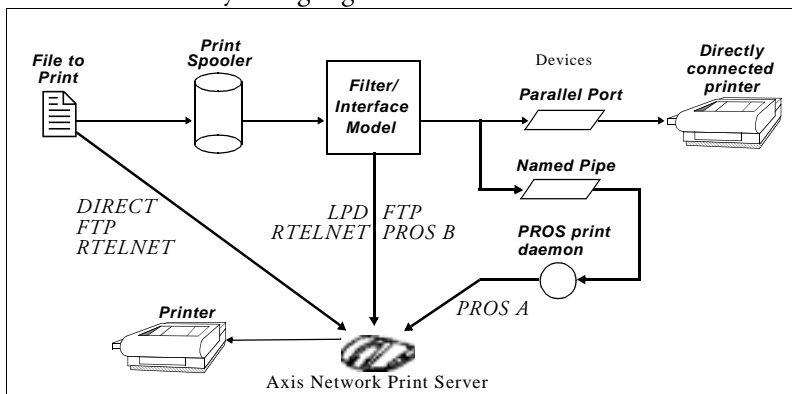 File to
Print
Print
Spooler
Filter/
Interface
Model
Devices
Parallel Port
Directly
connected
printer
Named Pipe
DIRECT
FTP
RTELNET
LPD FTP
RTELNET PROS B
PROS print
daemon
PROS A
Printer
Axis Network Print Server